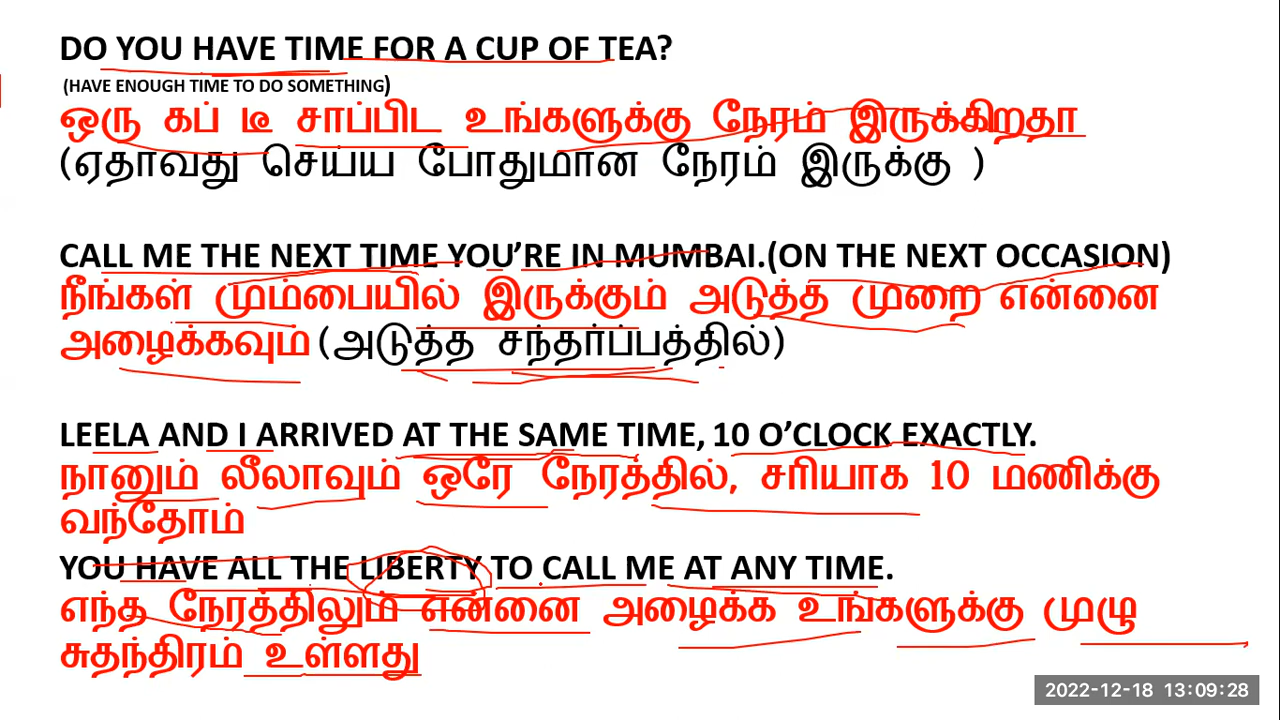 DO YOU HAVE TIME FOR A CUP OF TEA?
(HAVE ENOUGH TIME TO DO SOMETHING)
ஒரு கப் டீ சாப்பிட உங்களுக்கு நேரம் இருக்கிறதா
(ஏதாவது செய்ய போதுமான நேரம் இருக்கு )
CALL ME THE NEXT TIME YOU’RE IN MUMBAI.(ON THE NEXT OCCASION)
நீங்கள் மும்பையில் இருக்கும் அடுத்த முறை என்னை
அழைக்கவும் (அடுத்த சந்தர்ப்பத்தில்)
LEELA AND I ARRIVED AT THE SAME TIME, 10 O’CLOCK EXACTLY.
நானும் லீலாவும் ஒரே நேரத்தில், சரியாக 10 மணிக்கு
வந்தோம்
YOU HAVE ALL THE LIBERTY TO CALL ME AT ANY TIME.
எந்த நேரத்திலும் என்னை அழைக்க உங்களுக்கு முழு
சுதந்திரம் உள்ளது
2022-12-18 13:09:28